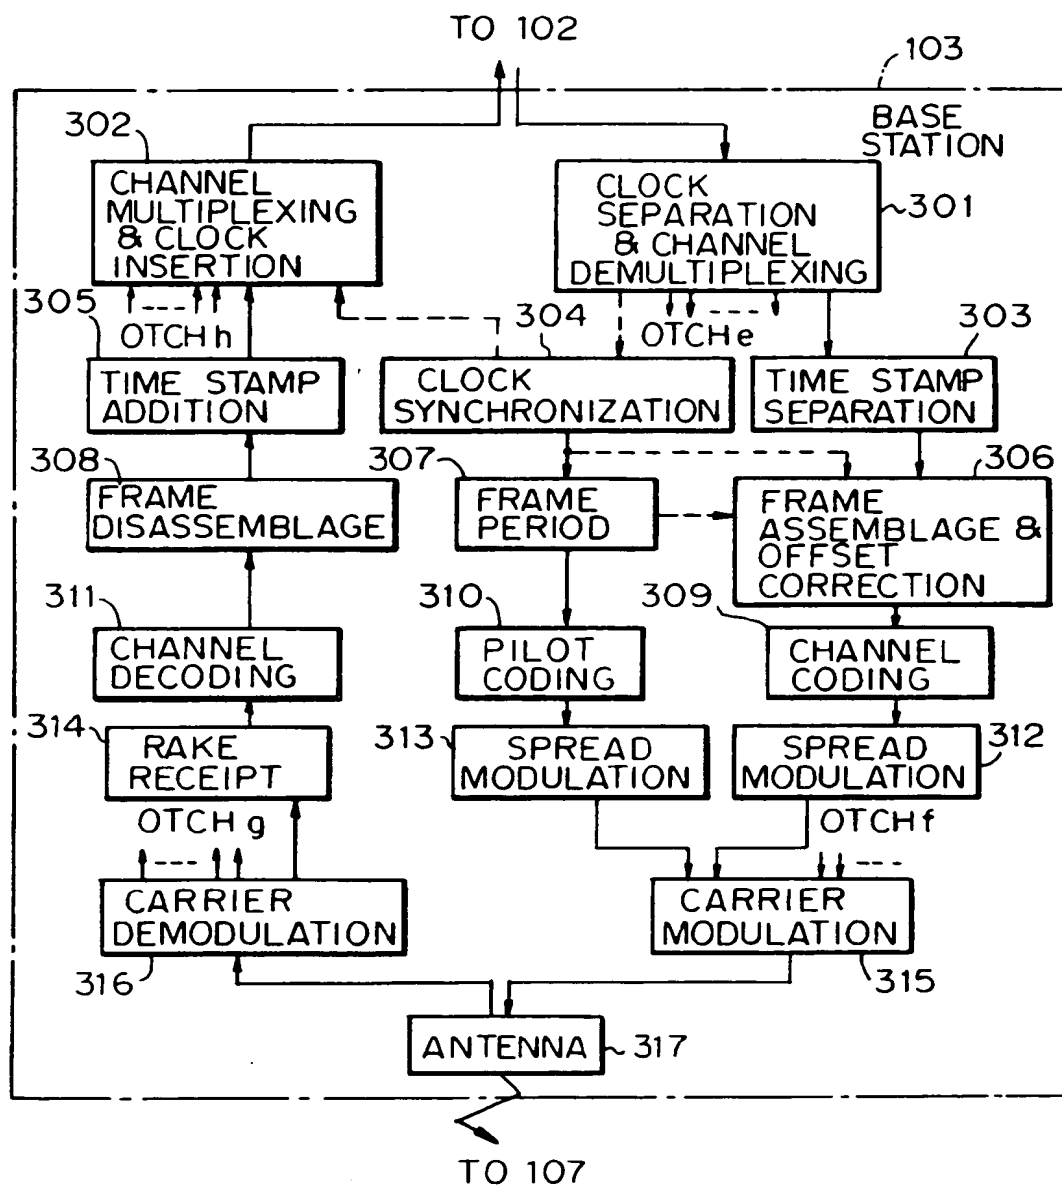 TO 102
103
BASE
STATION
302
CHANNEL
MULTIPLEXING
& CLOCK
INSERTION
CLOCK
SEPARATION
& CHANNEL
DEMULTIPLEXING
301
305
OTCH h
304
OTCH e
303
TIME STAMP
ADDITION
CLOCK
SYNCHRONIZATION
TIME STAMP
SEPARATION
308
307
306
FRAME
DISASSEMBLAGE
FRAME
PERIOD
FRAME
ASSEMBLAGE &
OFFSET
CORRECTION
311
310
309
CHANNEL
DECODING
PILOT
CODING
CHANNEL
CODING
314
313
312
RAKE
RECEIPT
SPREAD
MODULATION
SPREAD
MODULATION
OTCH g
OTCH f
CARRIER
DEMODULATION
CARRIER
MODULATION
316
315
ANTENNA
317
TO 107